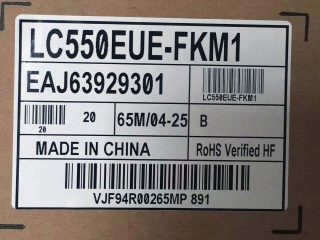 LC550EUE-FKM1
EAJ63929301
LC550EUE-FKM1
20
20
65M/04-25
B
MADE IN CHINA
RoHS Verified HF
VJF94R00265MP 891